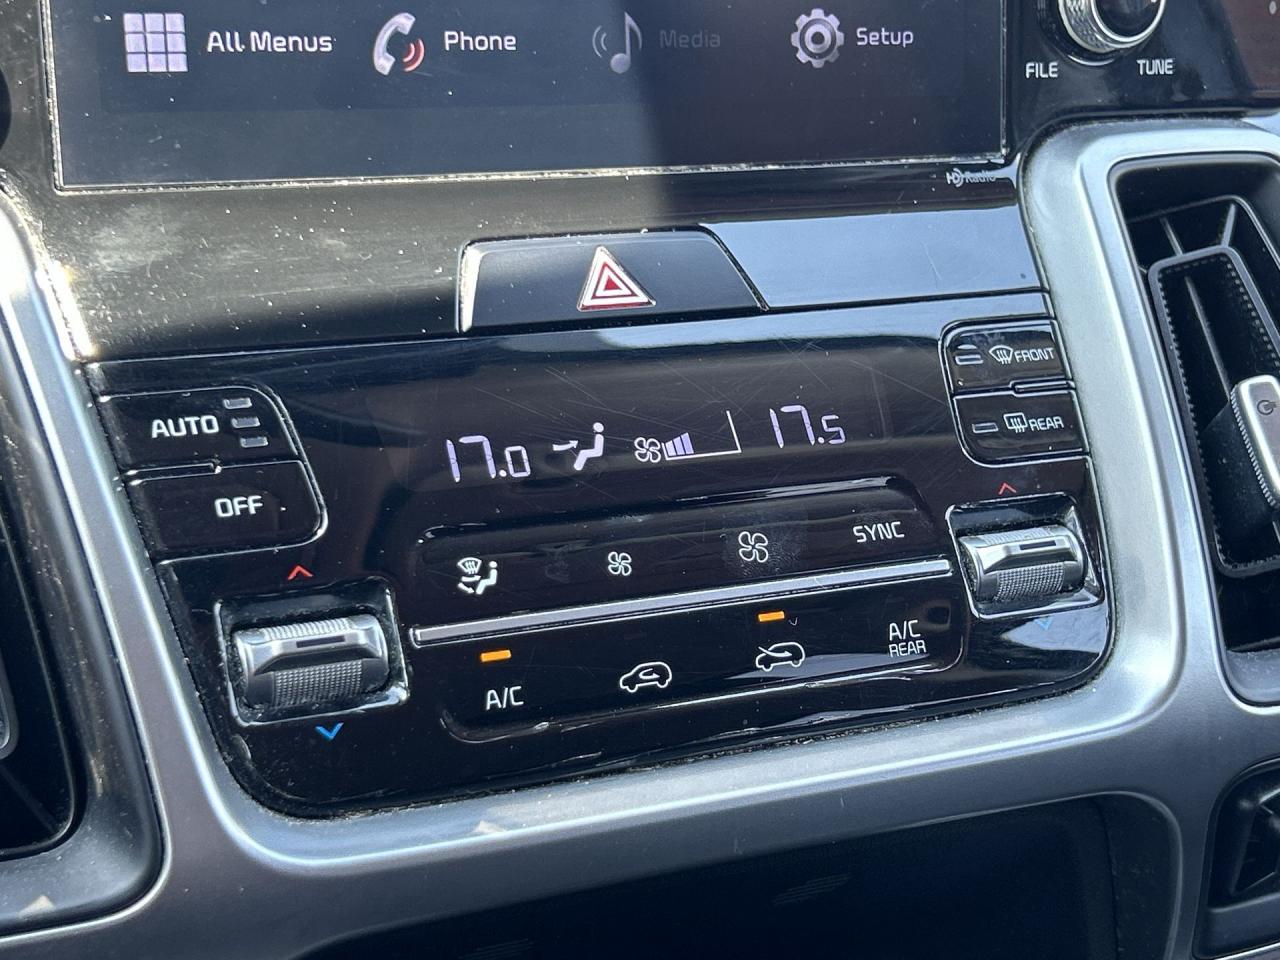 All Menus Phone Media Setup
FILE TUNE
HD Radio
FRONT
AUTO
17.0 17.5
REAR
OFF
SYNC
A/C
A/C
REAR